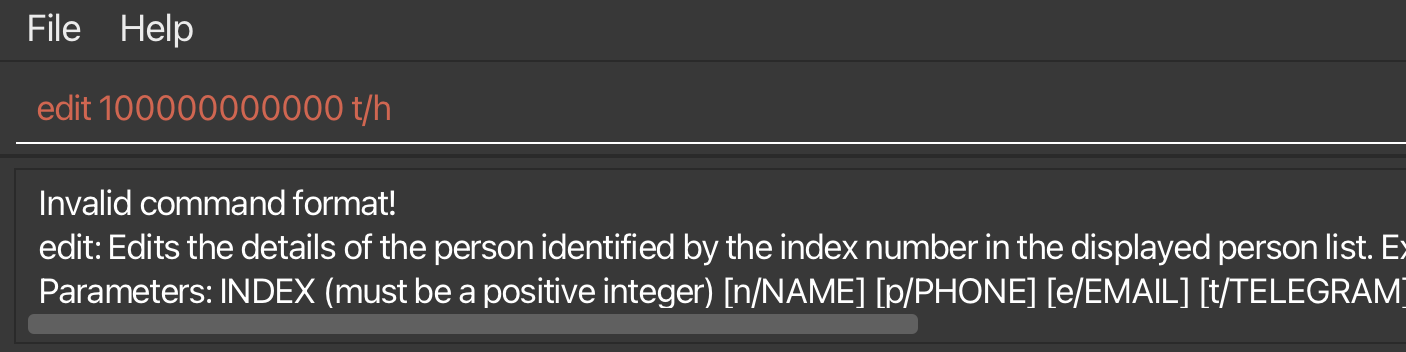 File Help
edit 100000000000 t/h
Invalid command format!
edit: Edits the details of the person identified by the index number in the displayed person list.
Parameters: INDEX (must be a positive integer) [n/NAME] [p/PHONE] [e/EMAIL] [t/TELEGRAM]